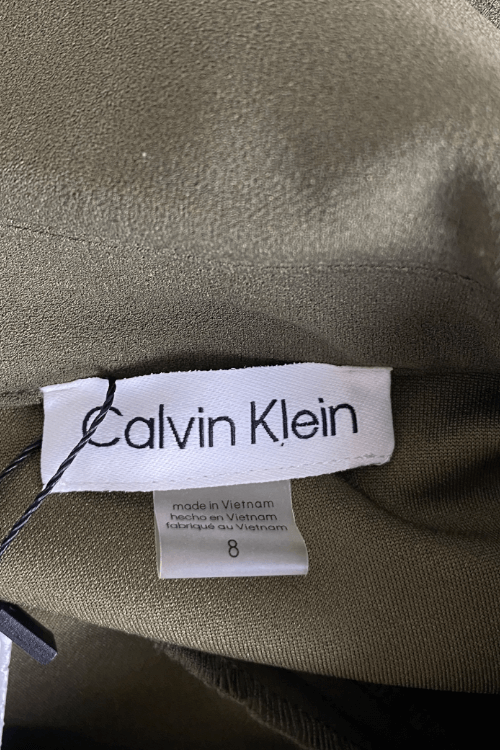 Calvin Klein
made in Vietnam
hecho en Vietnam
fabriqué au Vietnam
8